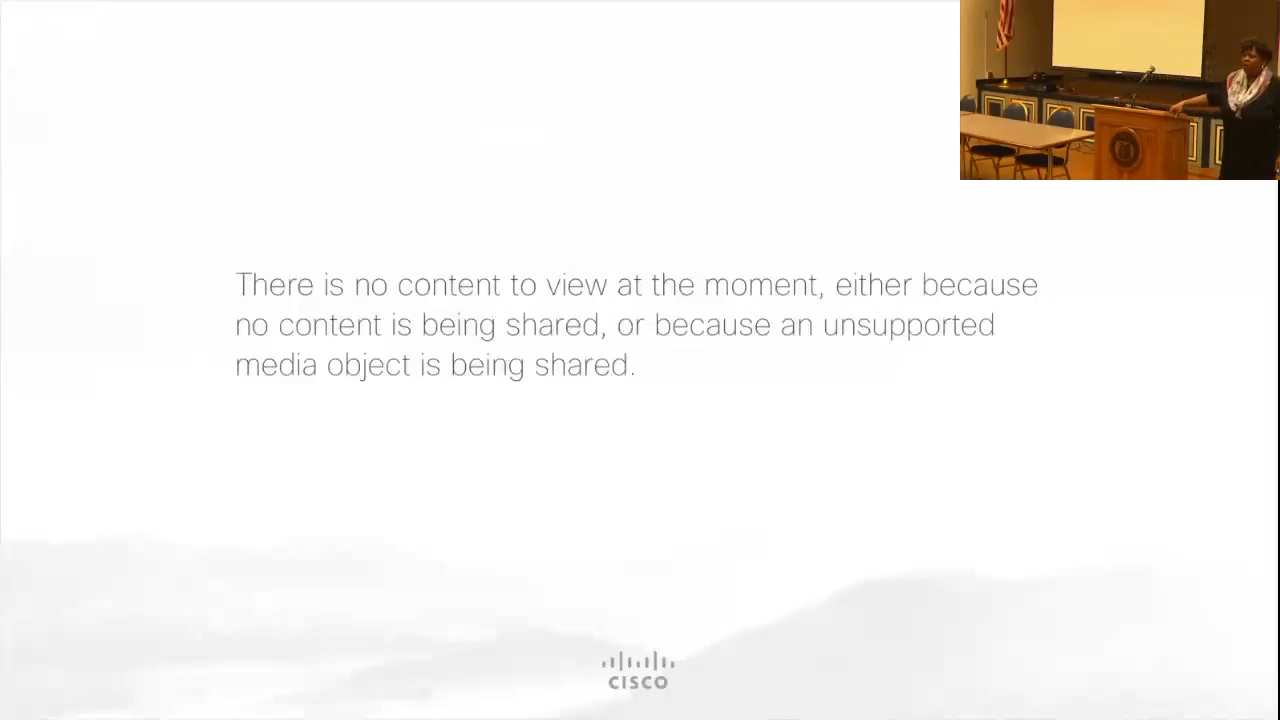 There is no content to view at the moment, either because
no content is being shared, or because an unsupported
media object is being shared.
CISCO